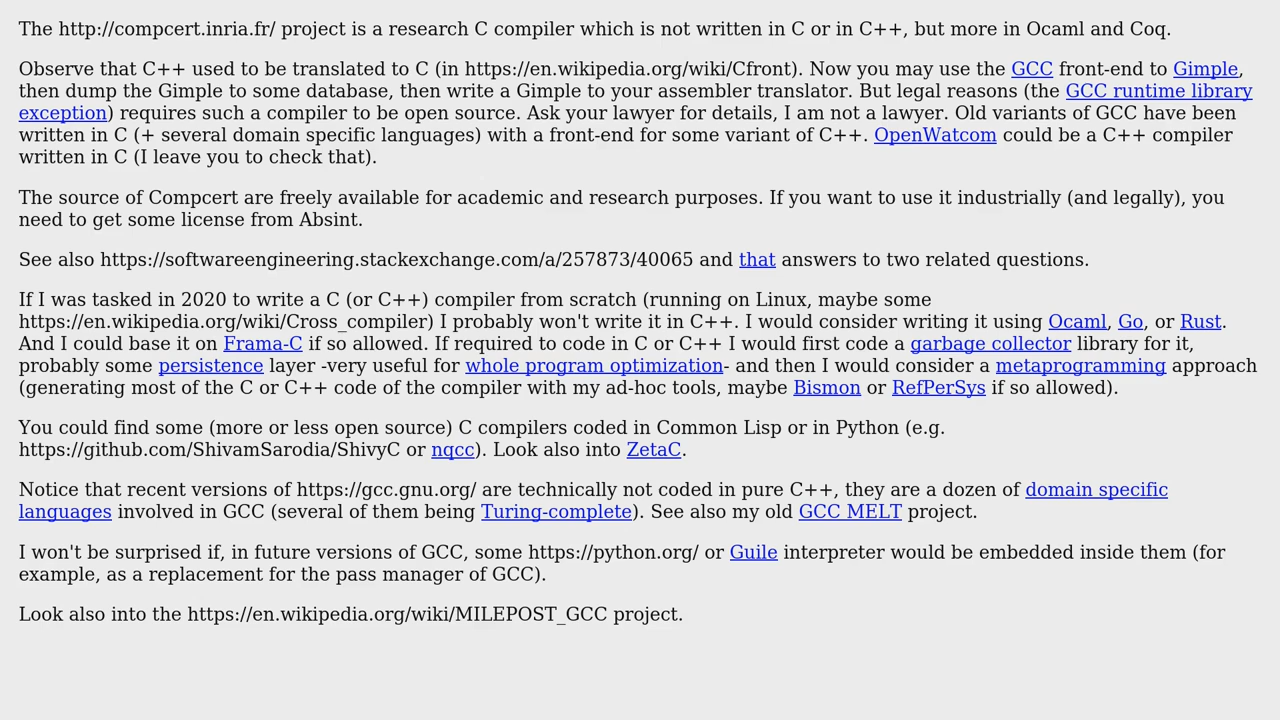 The http://compcert.inria.fr/ project is a research C compiler which is not written in C or in C++, but more in Ocaml and Coq.
Observe that C++ used to be translated to C (in https://en.wikipedia.org/wiki/Cfront). Now you may use the GCC front-end to Gimple,
then dump the Gimple to some database, then write a Gimple to your assembler translator. But legal reasons (the GCC runtime library
exception) requires such a compiler to be open source. Ask your lawyer for details, I am not a lawyer. Old variants of GCC have been
written in C (+ several domain specific languages) with a front-end for some variant of C++. OpenWatcom could be a C++ compiler
written in C (I leave you to check that).
The source of Compcert are freely available for academic and research purposes. If you want to use it industrially (and legally), you
need to get some license from Absint.
See also https://softwareengineering.stackexchange.com/a/257873/40065 and that answers to two related questions.
If I was tasked in 2020 to write a C (or C++) compiler from scratch (running on Linux, maybe some
https://en.wikipedia.org/wiki/Cross_compiler) I probably won't write it in C++. I would consider writing it using Ocaml, Go, or Rust.
And I could base it on Frama-C if so allowed. If required to code in C or C++ I would first code a garbage collector library for it,
probably some persistence layer -very useful for whole program optimization- and then I would consider a metaprogramming approach
(generating most of the C or C++ code of the compiler with my ad-hoc tools, maybe Bismon or RefPerSys if so allowed).
You could find some (more or less open source) C compilers coded in Common Lisp or in Python (e.g.
https://github.com/ShivamSarodia/ShivyC or nqcc). Look also into ZetaC.
Notice that recent versions of https://gcc.gnu.org/ are technically not coded in pure C++, they are a dozen of domain specific
languages involved in GCC (several of them being Turing-complete). See also my old GCC MELT project.
I won't be surprised if, in future versions of GCC, some https://python.org/ or Guile interpreter would be embedded inside them (for
example, as a replacement for the pass manager of GCC).
Look also into the https://en.wikipedia.org/wiki/MILEPOST_GCC project.